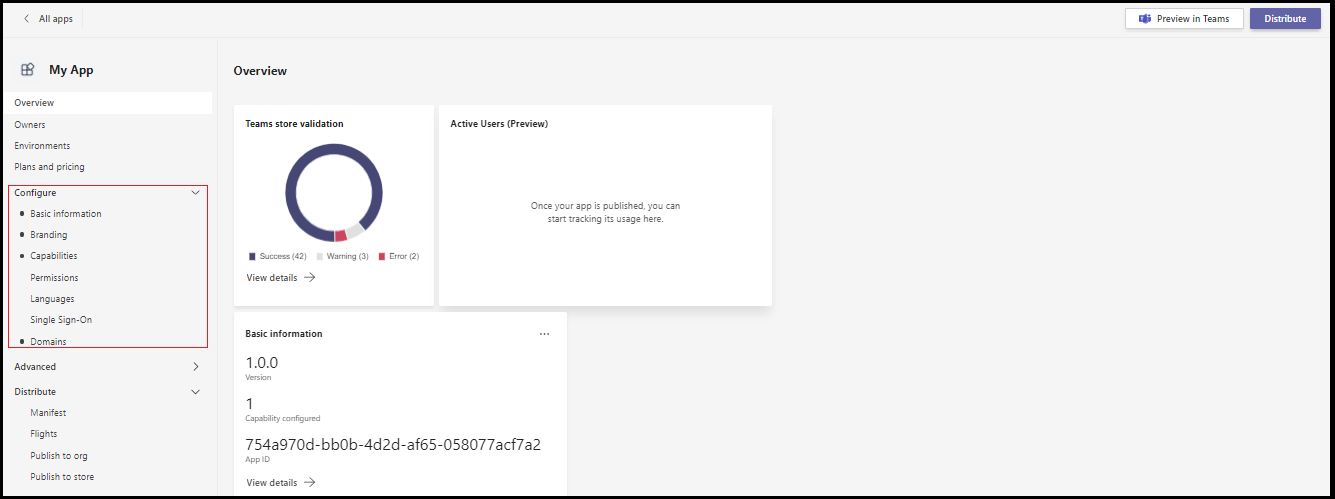 All apps
Preview in Teams
Distribute
My App
Overview
Owners
Environments
Plans and pricing
Configure
Basic information
Branding
Capabilities
Permissions
Languages
Single Sign-On
Domains
Advanced
Distribute
Manifest
Flights
Publish to org
Publish to store
Overview
Teams store validation
Success (42) Warning (3) Error (2)
View details
Active Users (Preview)
Once your app is published, you can
start tracking its usage here.
Basic information
1.0.0
Version
1
Capability configured
754a970d-bb0b-4d2d-af65-058077acf7a2
App ID
View details